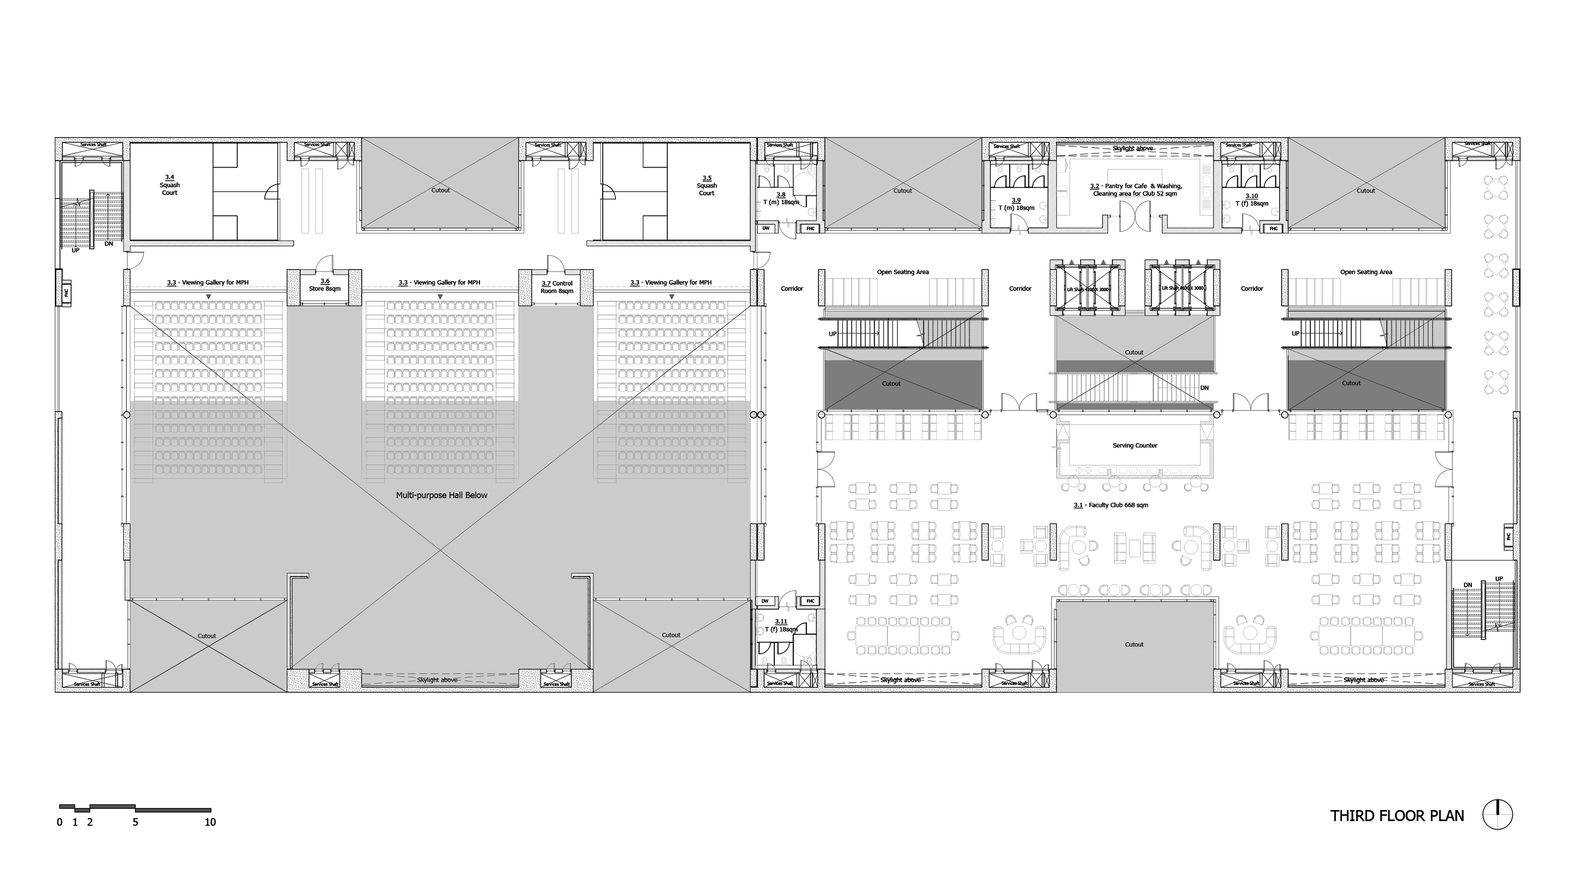 Services Shaft
Services Shaft
Services Shaft
Services Shaft
Services Shaft
Services Shaft
Services Shaft
Skylight above
3.4
Squash
Court
Cutout
3.5
Squash
Court
3.8
T (m) 18sqm
Cutout
3.9
T (m) 18sqm
3.2 - Pantry for Cafe & Washing,
Cleaning area for Club 52 sqm
3.10
T (f) 18sqm
Cutout
DW
FHC
FHC
UP
DN
FHC
3.3 - Viewing Gallery for MPH
3.6
Store 8sqm
3.3 - Viewing Gallery for MPH
3.7 Control
Room 8sqm
3.3 - Viewing Gallery for MPH
Corridor
Open Seating Area
Corridor
Corridor
Open Seating Area
UP
UP
Cutout
Cutout
Cutout
DN
Serving Counter
Multi-purpose Hall Below
3.1 - Faculty Club 668 sqm
FHC
DN
UP
DW
FHC
3.11
T (f) 18sqm
Cutout
Cutout
Cutout
Services Shaft
Services Shaft
Skylight above
Services Shaft
Services Shaft
Skylight above
Services Shaft
Services Shaft
Skylight above
Services Shaft
0 1 2 5 10
THIRD FLOOR PLAN